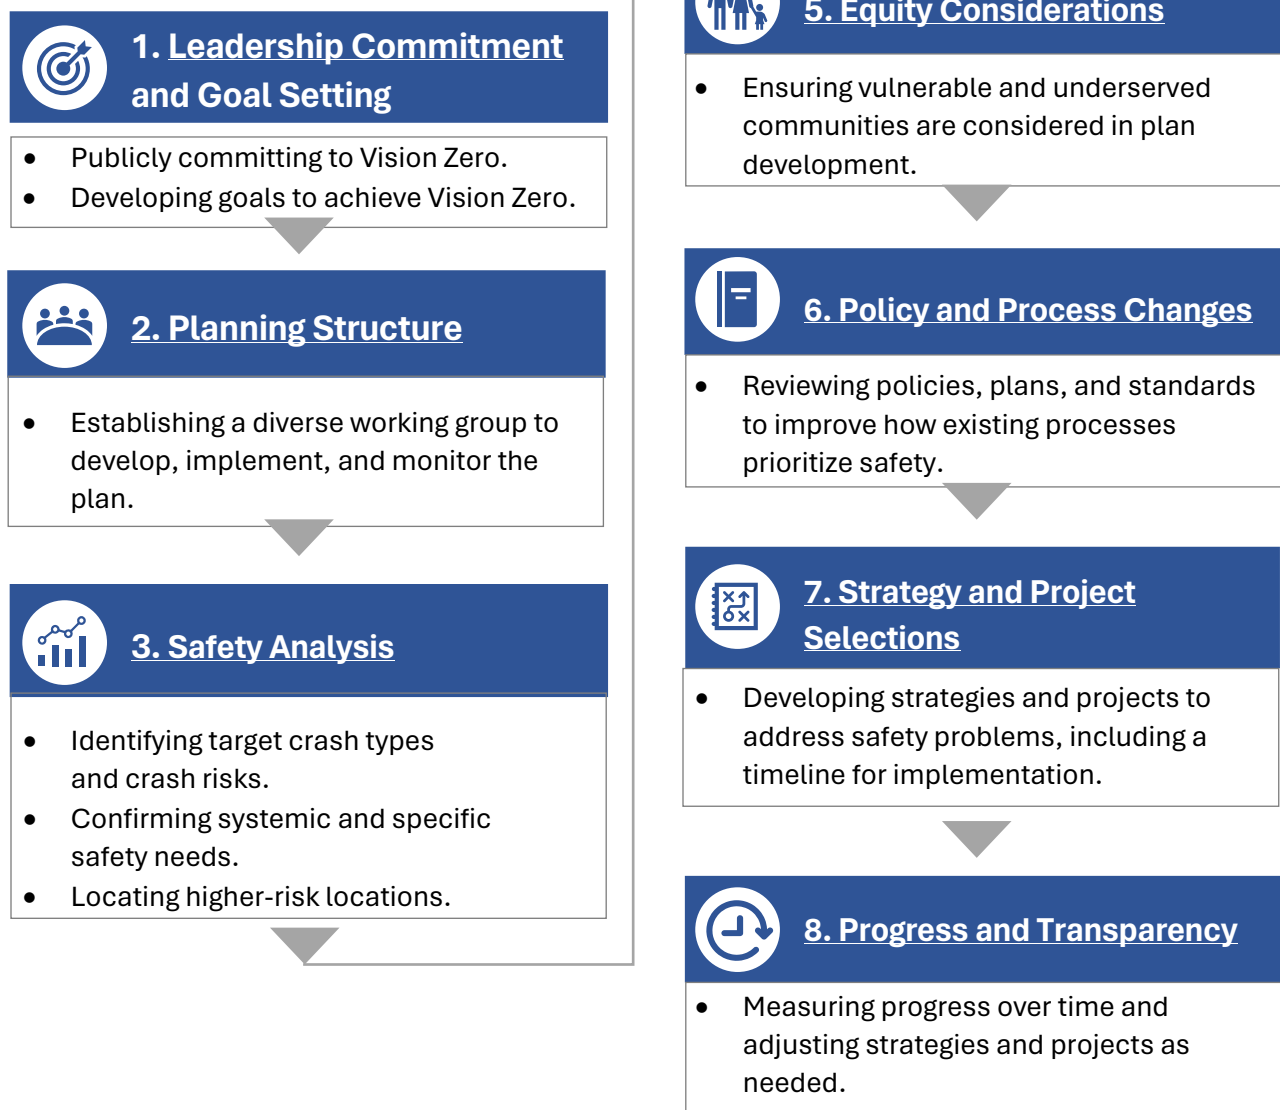 1. Leadership Commitment
and Goal Setting
• Publicly committing to Vision Zero.
• Developing goals to achieve Vision Zero.
2. Planning Structure
• Establishing a diverse working group to
develop, implement, and monitor the
plan.
3. Safety Analysis
• Identifying target crash types
and crash risks.
• Confirming systemic and specific
safety needs.
• Locating higher-risk locations.
5. Equity Considerations
• Ensuring vulnerable and underserved
communities are considered in plan
development.
6. Policy and Process Changes
• Reviewing policies, plans, and standards
to improve how existing processes
prioritize safety.
7. Strategy and Project
Selections
• Developing strategies and projects to
address safety problems, including a
timeline for implementation.
8. Progress and Transparency
• Measuring progress over time and
adjusting strategies and projects as
needed.